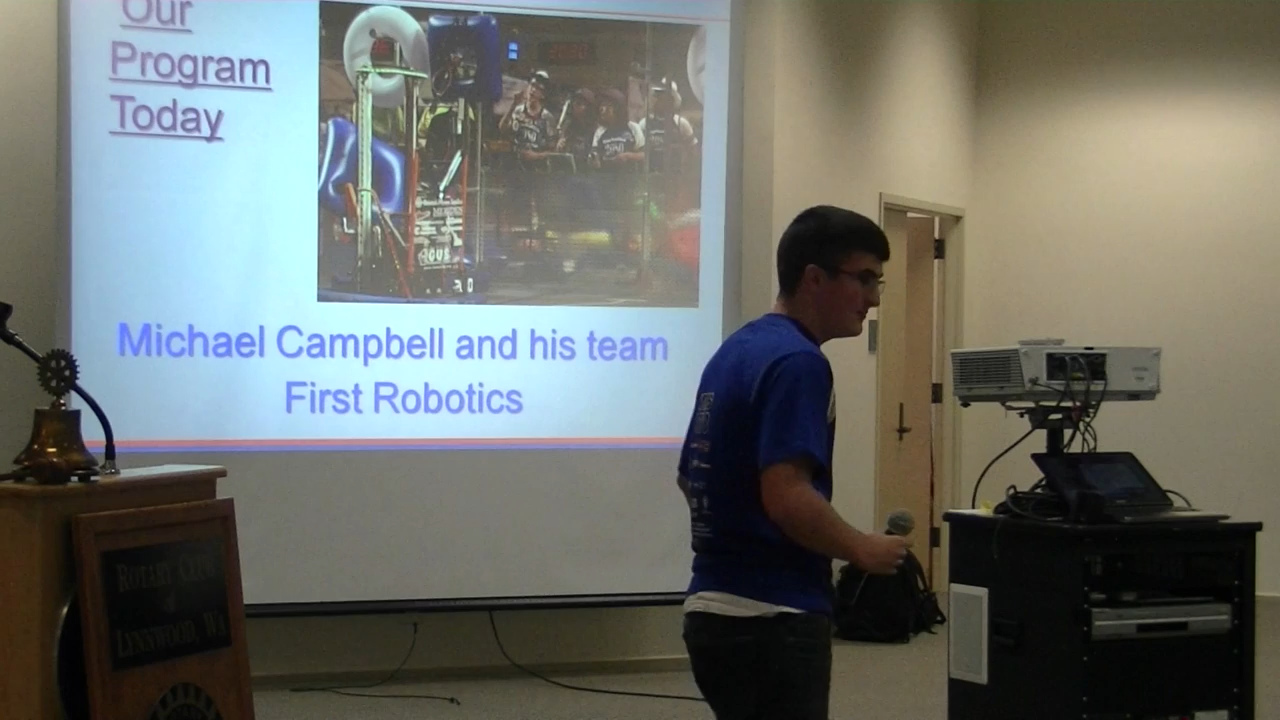 Our
Program
Today
Michael Campbell and his team
First Robotics
ROTARY CLUB
of
LYNNWOOD, WA